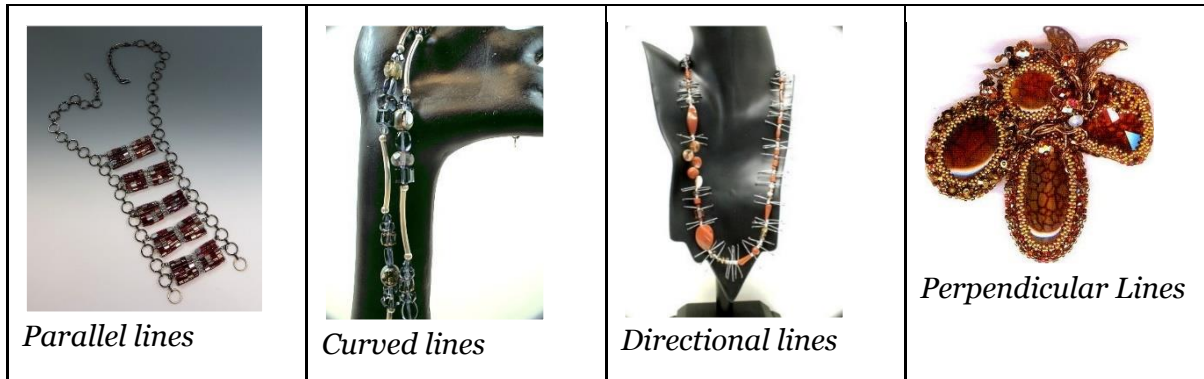 Parallel lines
Curved lines
Directional lines
Perpendicular Lines